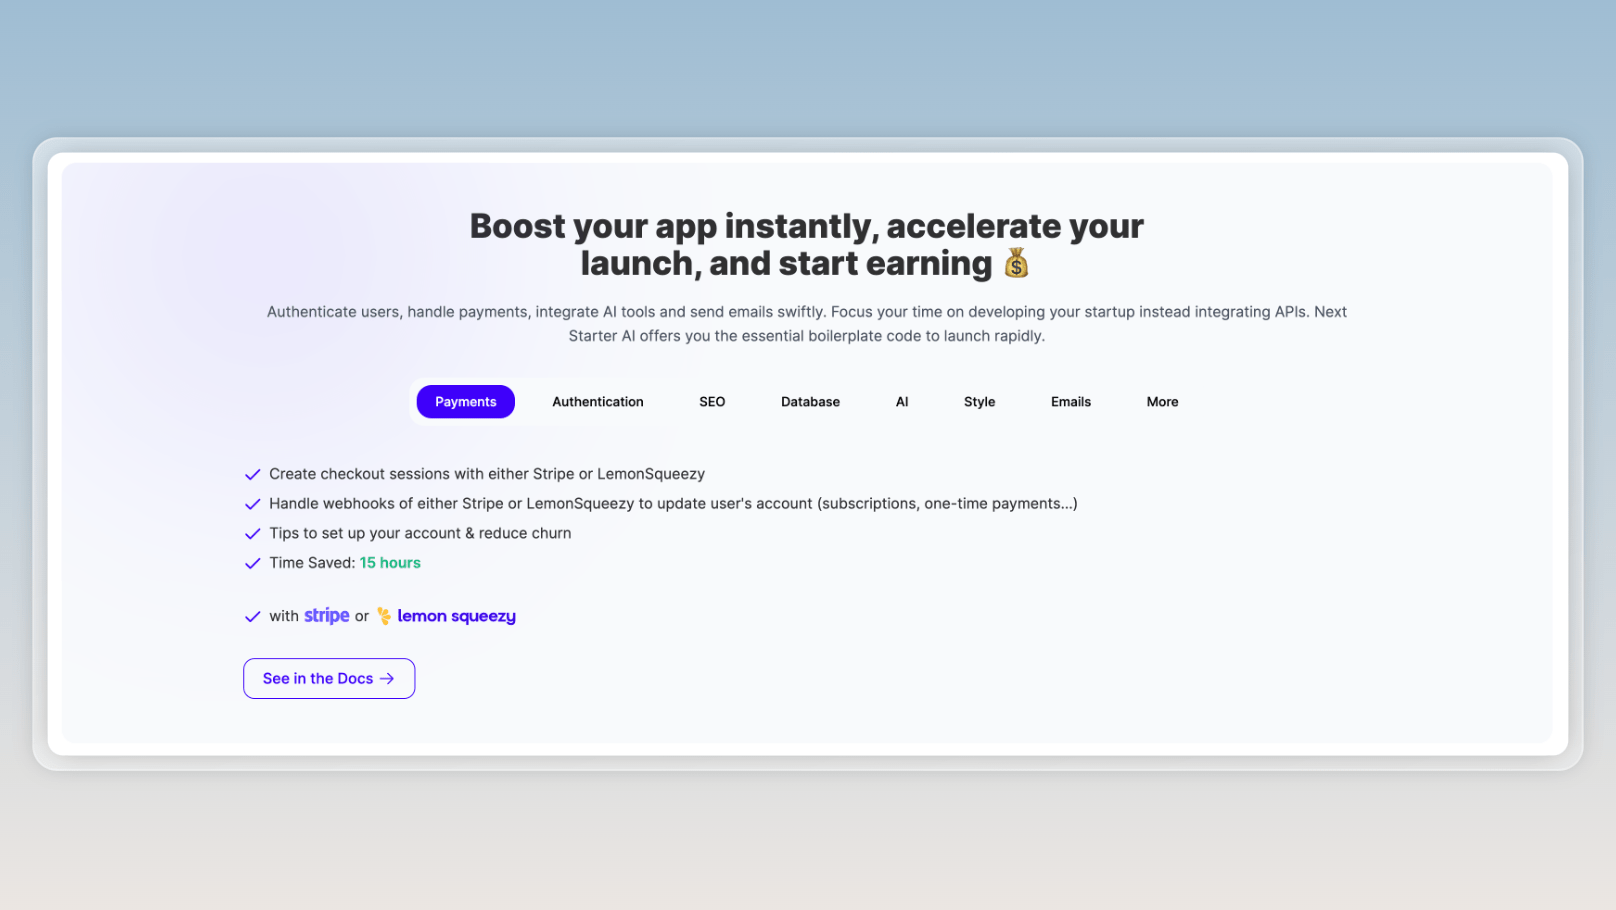 Boost your app instantly, accelerate your
launch, and start earning 💰
Authenticate users, handle payments, integrate AI tools and send emails swiftly. Focus your time on developing your startup instead integrating APIs. Next
Starter AI offers you the essential boilerplate code to launch rapidly.
Payments Authentication SEO Database AI Style Emails More
Create checkout sessions with either Stripe or LemonSqueezy
Handle webhooks of either Stripe or LemonSqueezy to update user's account (subscriptions, one-time payments...)
Tips to set up your account & reduce churn
Time Saved: 15 hours
with stripe or lemon squeezy
See in the Docs →